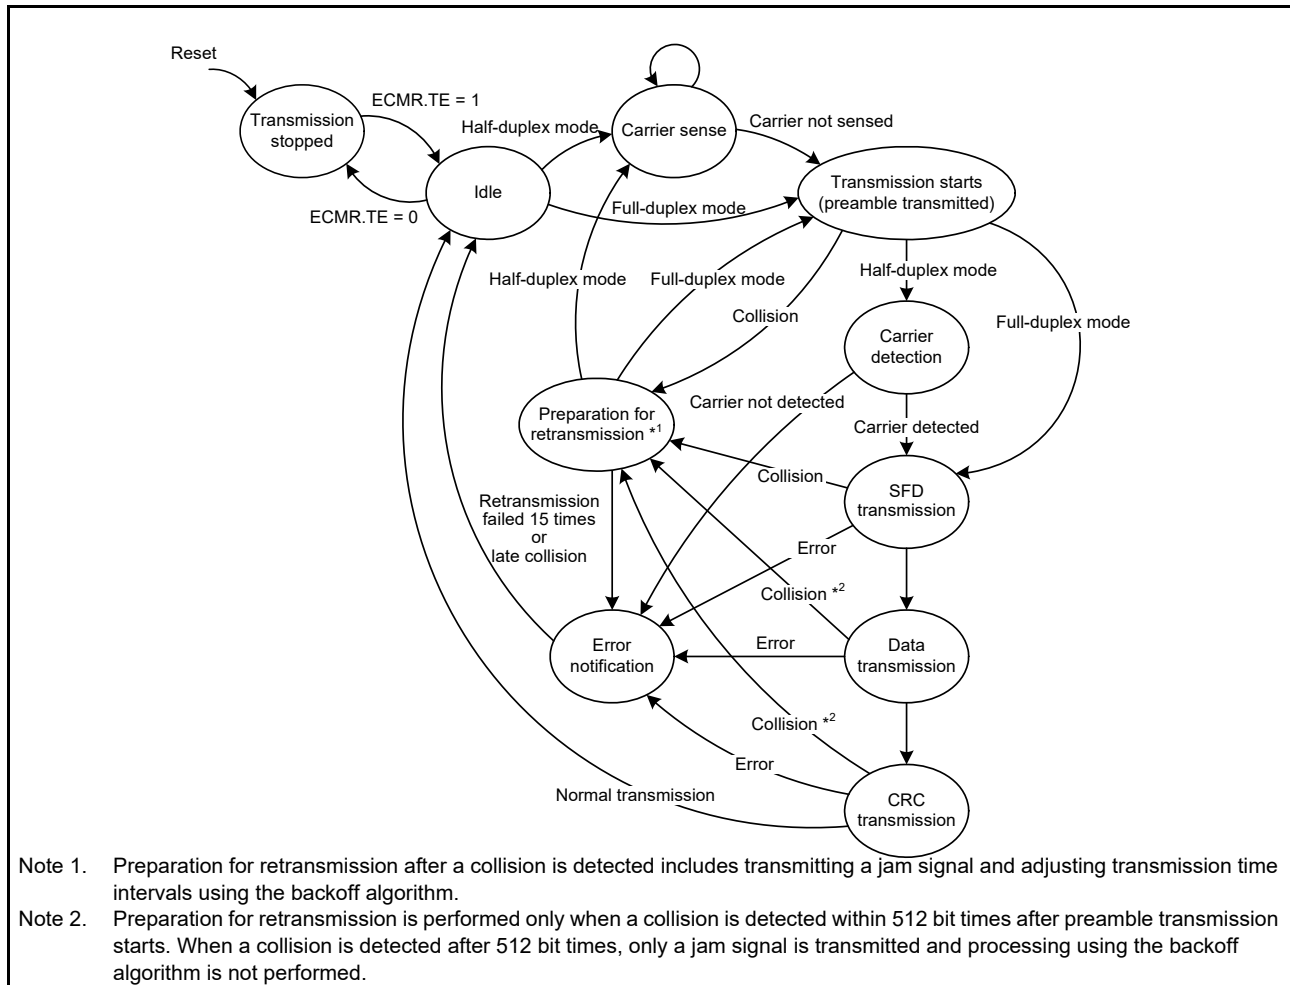 Reset
Transmission
stopped
ECMR.TE = 1
ECMR.TE = 0
Idle
Half-duplex mode
Carrier sense
Carrier not sensed
Full-duplex mode
Transmission starts
(preamble transmitted)
Half-duplex mode
Full-duplex mode
Collision
Half-duplex mode
Full-duplex mode
Carrier
detection
Preparation for
retransmission *1
Carrier not detected
Carrier detected
Collision
SFD
transmission
Retransmission
failed 15 times
or
late collision
Error
Collision *2
Error
notification
Error
Data
transmission
Collision *2
Error
Normal transmission
CRC
transmission
Note 1. Preparation for retransmission after a collision is detected includes transmitting a jam signal and adjusting transmission time
intervals using the backoff algorithm.
Note 2. Preparation for retransmission is performed only when a collision is detected within 512 bit times after preamble transmission
starts. When a collision is detected after 512 bit times, only a jam signal is transmitted and processing using the backoff
algorithm is not performed.